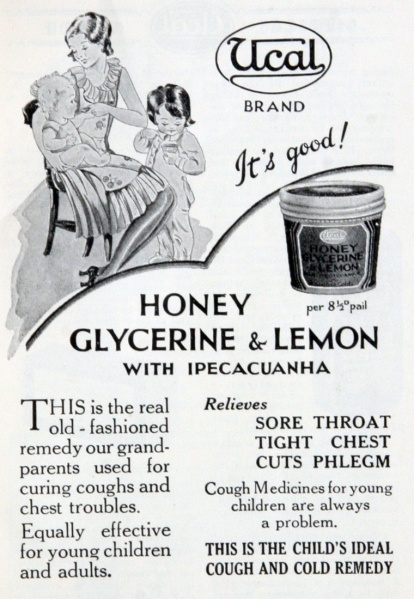 Ucal
BRAND
It's good!
UCAL
HONEY
GLYCERINE
& LEMON
per 8½ᴰ pail
HONEY
GLYCERINE & LEMON
WITH IPECACUANHA
THIS is the real
old-fashioned
remedy our grand-
parents used for
curing coughs and
chest troubles.
Equally effective
for young children
and adults.
Relieves
SORE THROAT
TIGHT CHEST
CUTS PHLEGM
Cough Medicines for young
children are always
a problem.
THIS IS THE CHILD'S IDEAL
COUGH AND COLD REMEDY